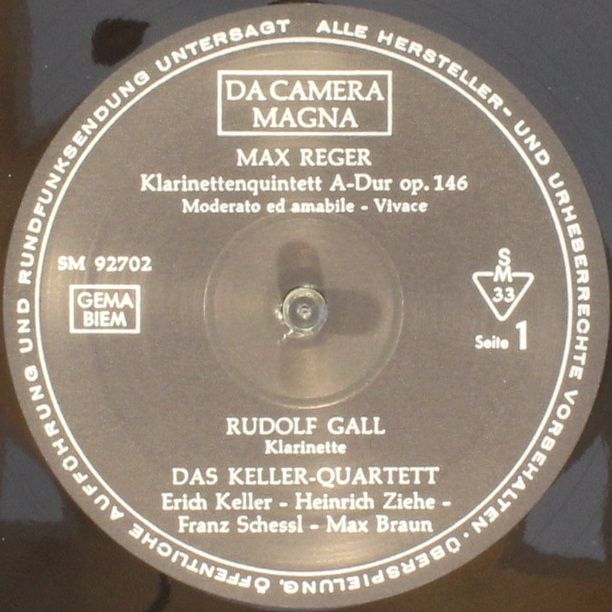 ALLE HERSTELLER- UND URHEBERRECHTE VORBEHALTEN · ÜBERSPIELUNG, ÖFFENTLICHE AUFFÜHRUNG UND RUNDFUNKSENDUNG UNTERSAGT
DA CAMERA
MAGNA
MAX REGER
Klarinettenquintett A-Dur op. 146
Moderato ed amabile - Vivace
SM 92702
GEMA
BIEM
S
M
33
Seite 1
RUDOLF GALL
Klarinette
DAS KELLER-QUARTETT
Erich Keller - Heinrich Ziehe -
Franz Schessl - Max Braun